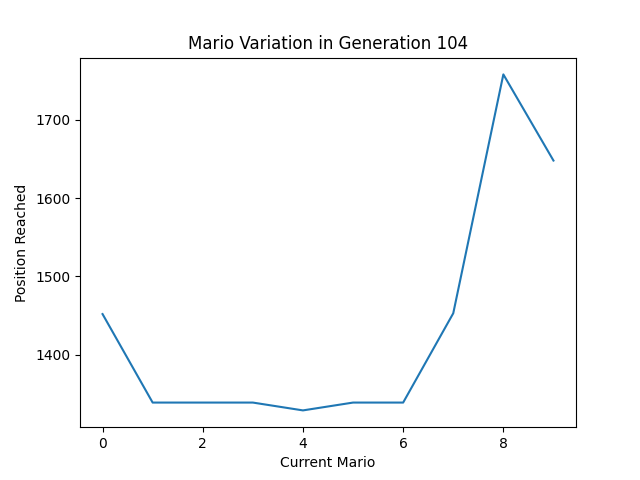 Mario Variation in Generation 104
Position Reached
1700
1600
1500
1400
0 2 4 6 8
Current Mario